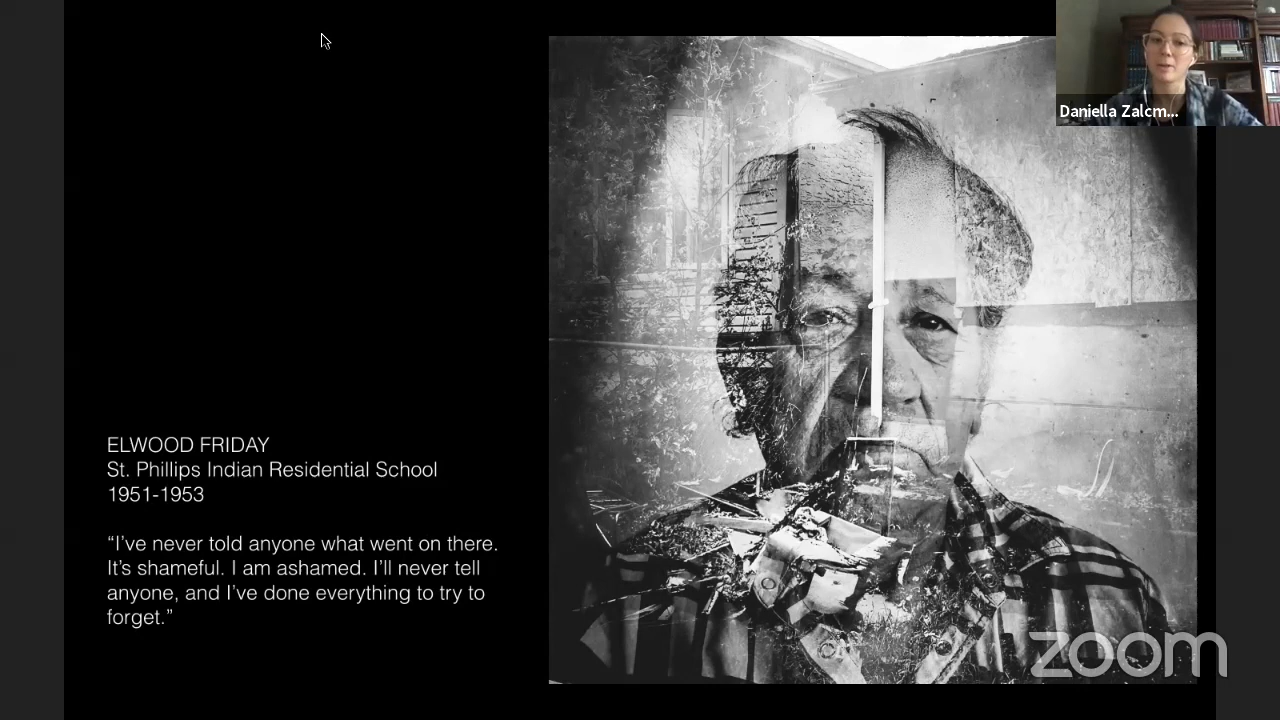 Daniella Zalcm...
ELWOOD FRIDAY
St. Phillips Indian Residential School
1951-1953
“I’ve never told anyone what went on there.
It’s shameful. I am ashamed. I’ll never tell
anyone, and I’ve done everything to try to
forget.”
zoom